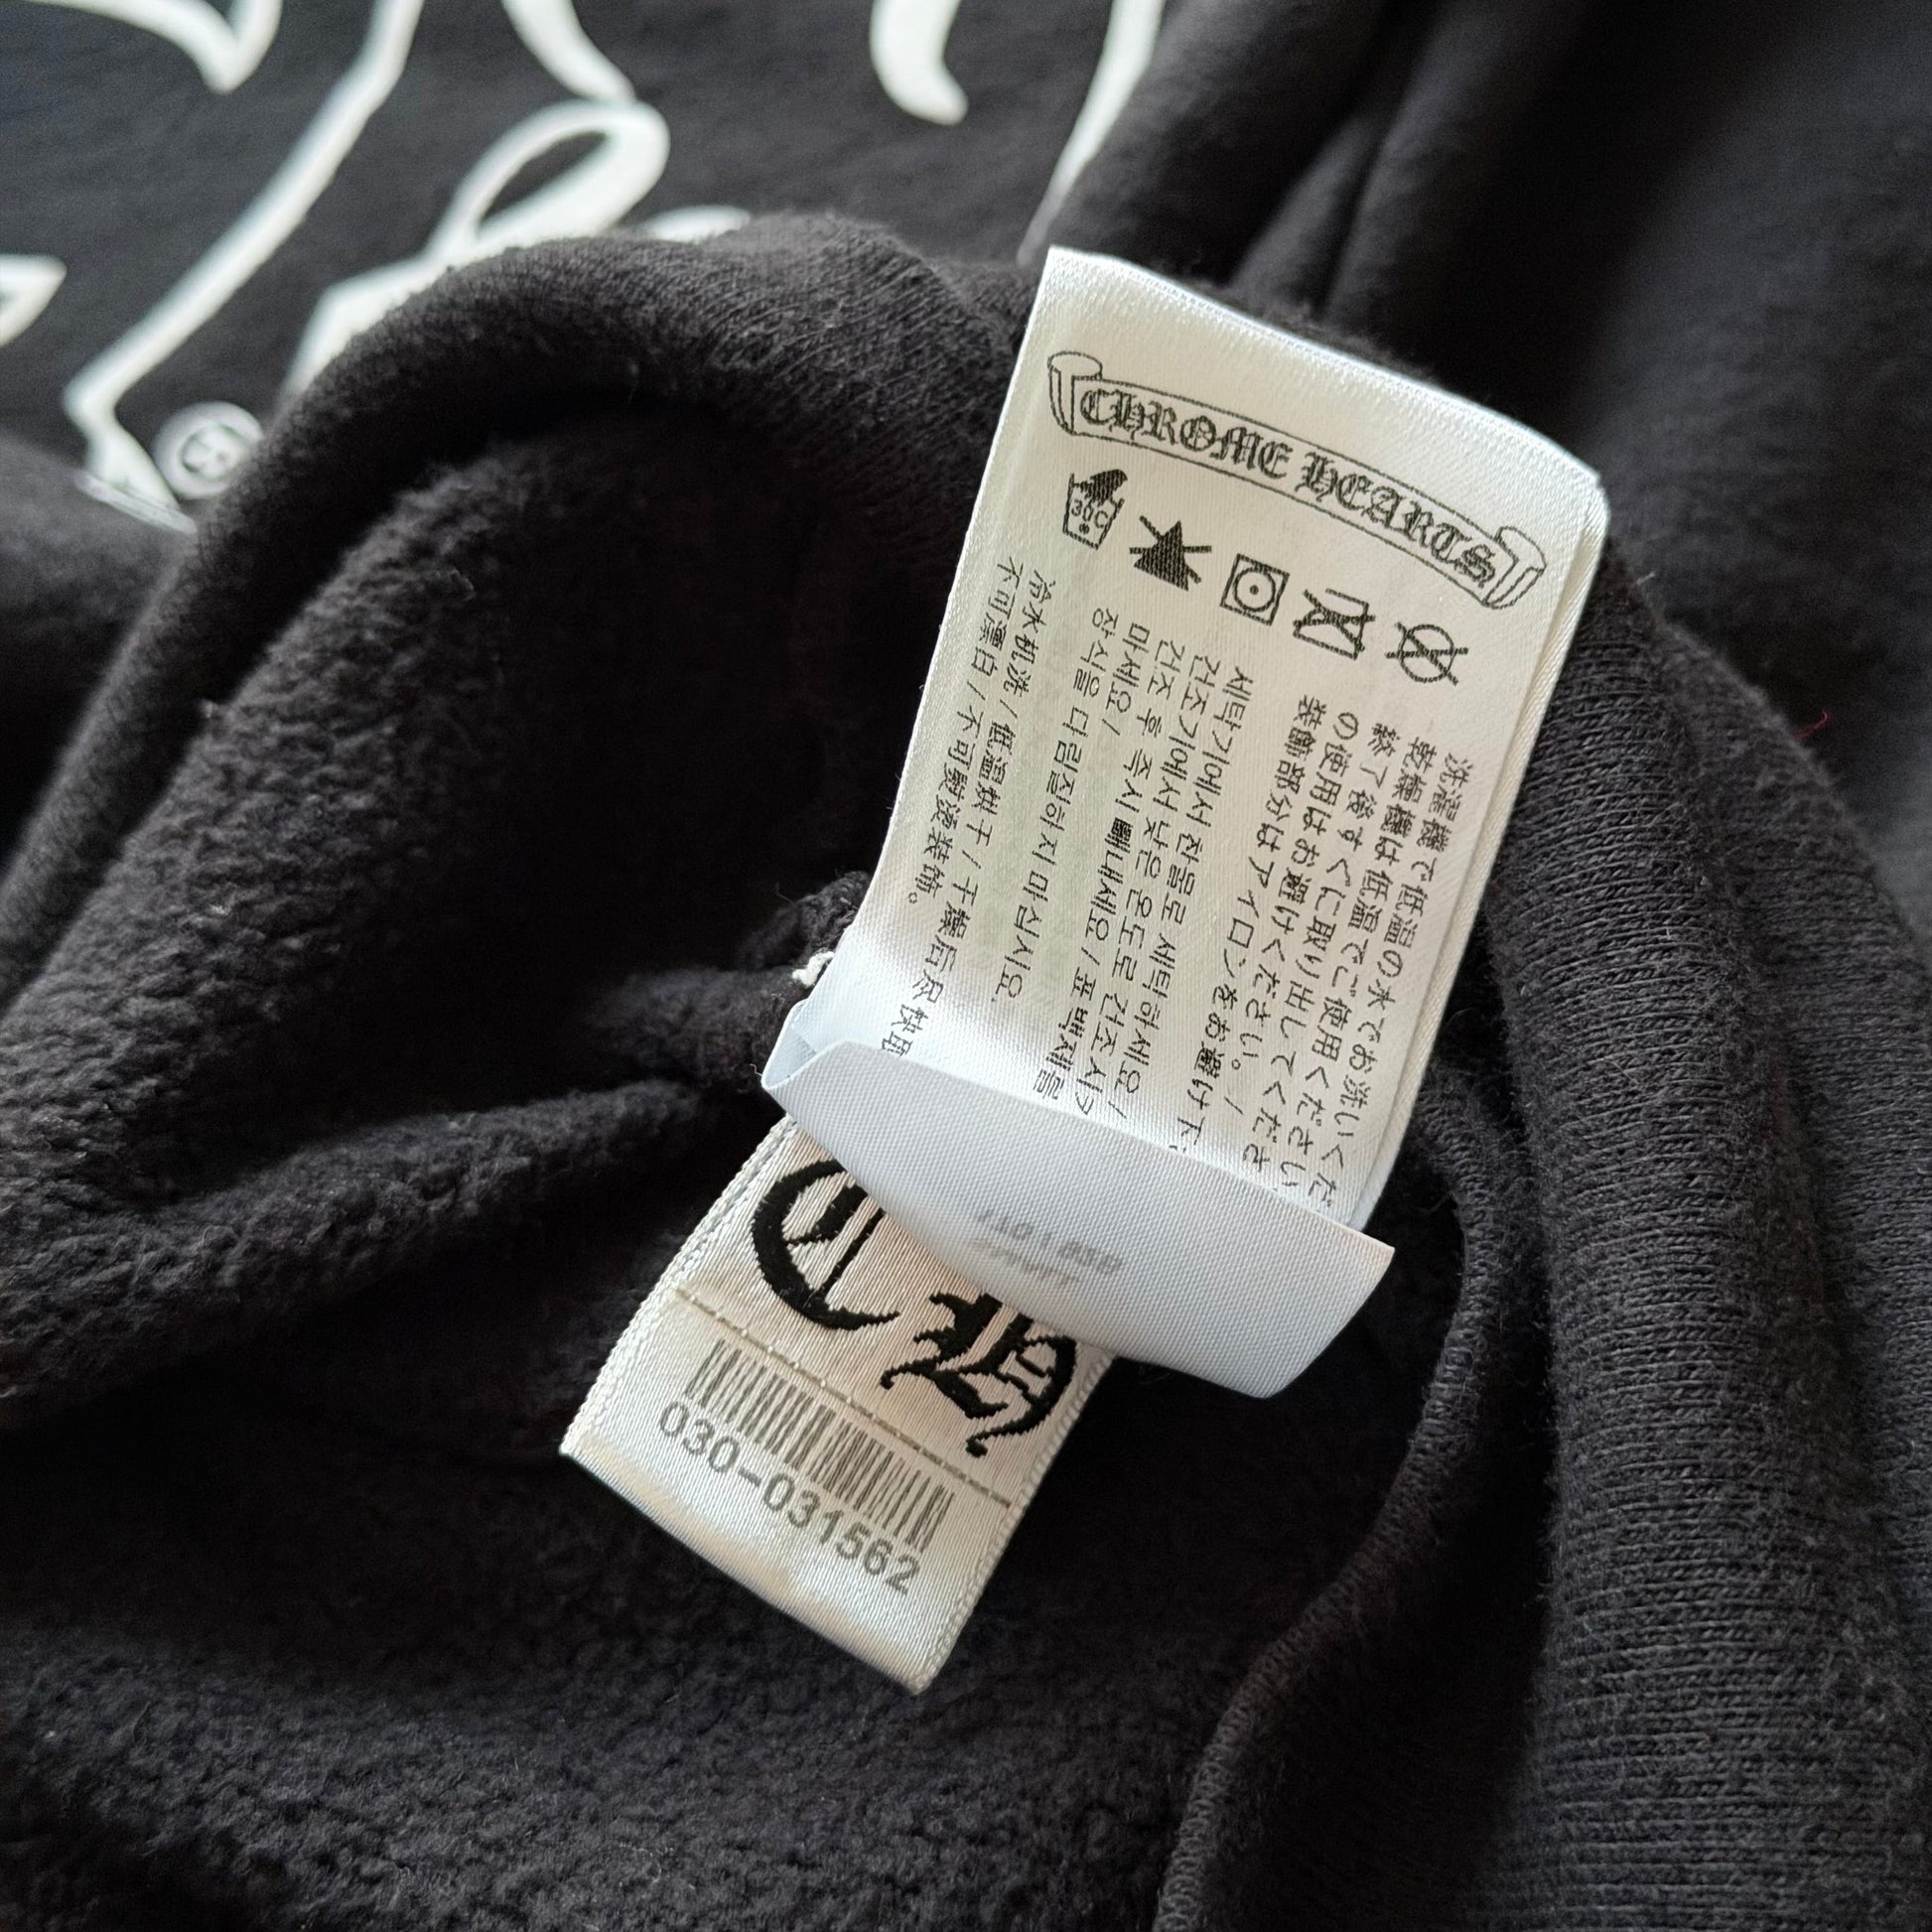 CHROME HEARTS
30C
洗濯機で低温の水でお洗いくだ
乾燥機は低温でご使用ください
終了後すぐに取り出してくださ
の使用はお避けください。/
装飾部分はアイロンをお避け下
세탁기에서 찬물로 세탁하세요 /
건조기에서 낮은 온도로 건조시
건조 후 즉시 빼내세요 / 표백제를
마세요 /
장식을 다림질하지 마십시요.
冷水机洗 / 低温烘干 / 干燥后尽快取
不可漂白 / 不可熨烫装饰。
CH
030-031562
®